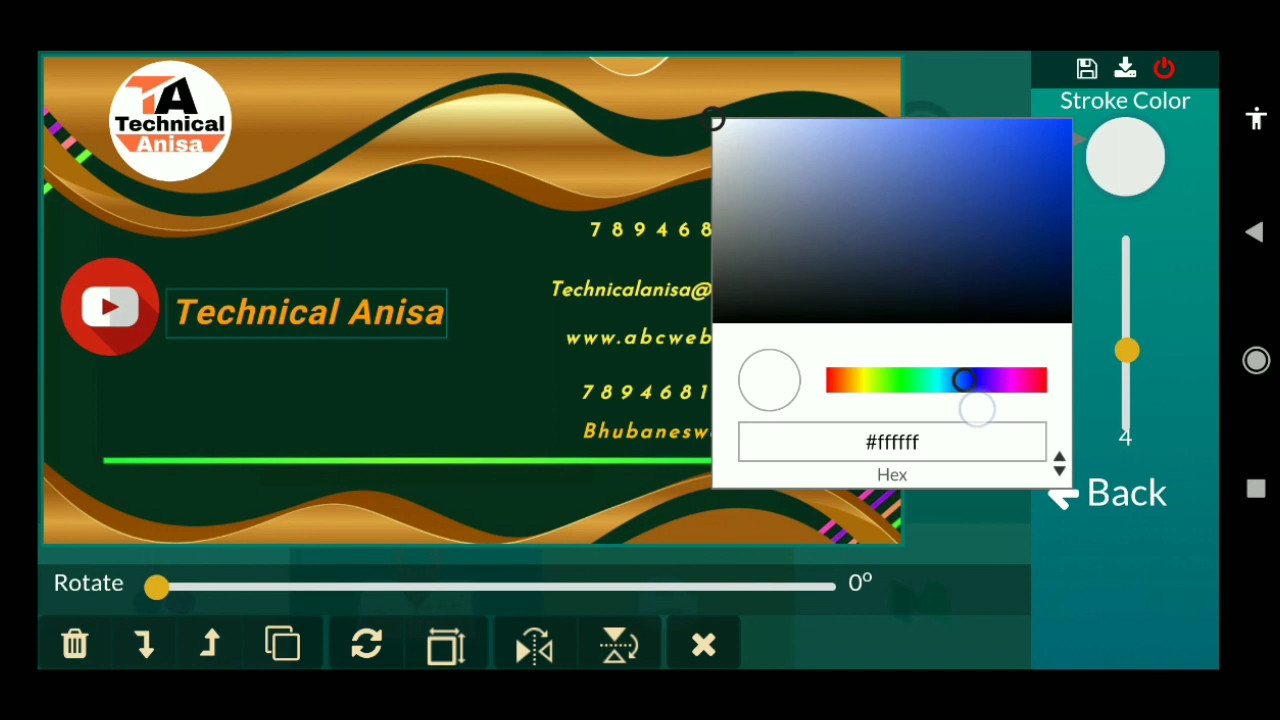 Stroke Color
TA
Technical
Anisa
7 8 9 4 6 8
Technicalanisa@
Technical Anisa
www.abcweb
7 8 9 4 6 8 1
Bhubanesw
4
#ffffff
Hex
Back
Rotate
0º